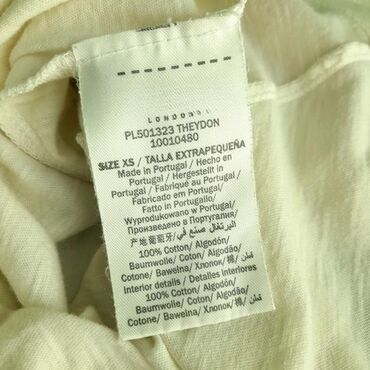 LONDON
PL501323 THEYDON
10010480
SIZE XS / TALLA EXTRAPEQUEÑA
Made in Portugal / Hecho en
Portugal / Hergestellt in
Portugal / Fabriqué au Portugal /
Fabricado em Portugal /
Fatto in Portogallo/
Wyprodukowano w Portugal/
Произведено в Португалия/
产地葡萄牙/ صنع في البرتغال
100% Cotton/ Algodón/
Baumwolle/ Coton/ Algodão/
Cotone/ Bawełna/ Хлопок/ 棉/ قطن
Interior details / Detalles interiores
100% Cotton/ Algodón/
Baumwolle/ Coton/ Algodão/
Cotone/ Bawełna/ Хлопок/ 棉/ قطن/